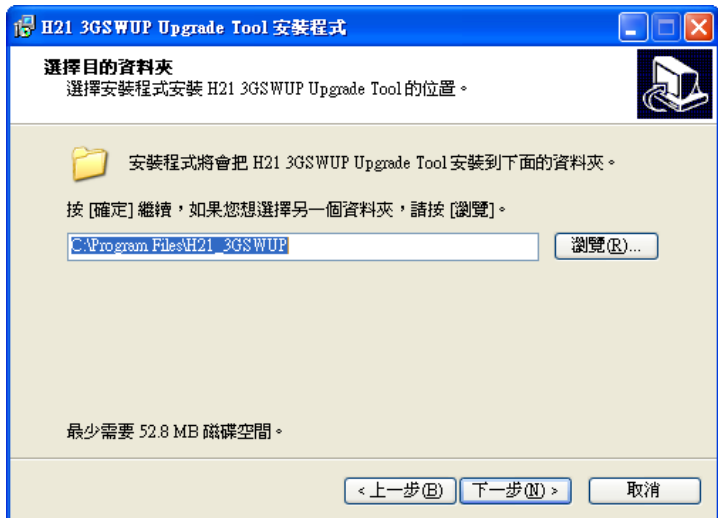 H21 3GSWUP Upgrade Tool 安裝程式
選擇目的資料夾
選擇安裝程式安裝 H21 3GSWUP Upgrade Tool 的位置。
安裝程式將會把 H21 3GSWUP Upgrade Tool 安裝到下面的資料夾。
按 [確定] 繼續，如果您想選擇另一個資料夾，請按 [瀏覽]。
C:\Program Files\H21_3GSWUP
瀏覽(R)...
最少需要 52.8 MB 磁碟空間。
<上一步(B) 下一步(N)> 取消